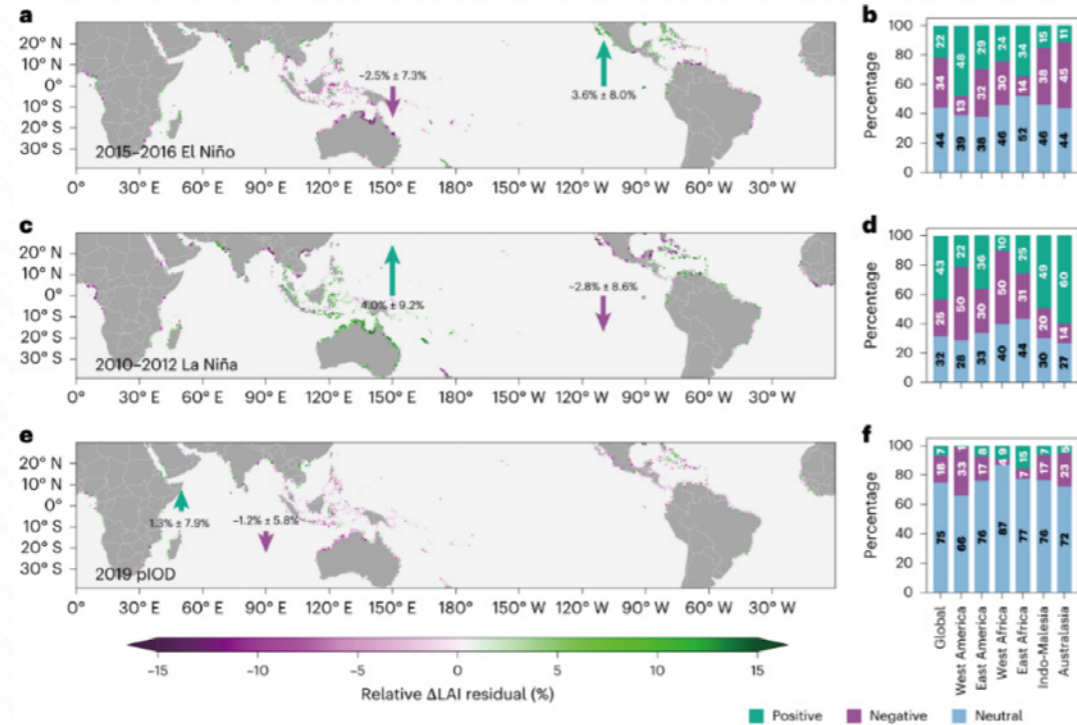 a
20° N
10° N
0°
10° S
20° S
30° S
−2.5% ± 7.3%
3.6% ± 8.0%
2015–2016 El Niño
0° 30° E 60° E 90° E 120° E 150° E 180° 150° W 120° W 90° W 60° W 30° W
b
Percentage
100
80
60
40
20
0
22 48 29 24 34 15 11
34 13 32 30 14 38 45
44 39 38 46 52 46 44
c
20° N
10° N
0°
10° S
20° S
30° S
4.0% ± 9.2%
−2.8% ± 8.6%
2010–2012 La Niña
0° 30° E 60° E 90° E 120° E 150° E 180° 150° W 120° W 90° W 60° W 30° W
d
Percentage
100
80
60
40
20
0
43 22 36 10 25 49 60
25 50 30 50 31 20 14
32 28 33 40 44 30 27
e
20° N
10° N
0°
10° S
20° S
30° S
1.3% ± 7.9%
−1.2% ± 5.8%
2019 pIOD
0° 30° E 60° E 90° E 120° E 150° E 180° 150° W 120° W 90° W 60° W 30° W
f
Percentage
100
80
60
40
20
0
7 1 8 9 15 7 5
18 33 17 4 7 17 23
75 66 76 87 77 76 72
Global
West America
East America
West Africa
East Africa
Indo-Malesia
Australasia
−15 −10 −5 0 5 10 15
Relative ΔLAI residual (%)
Positive Negative Neutral